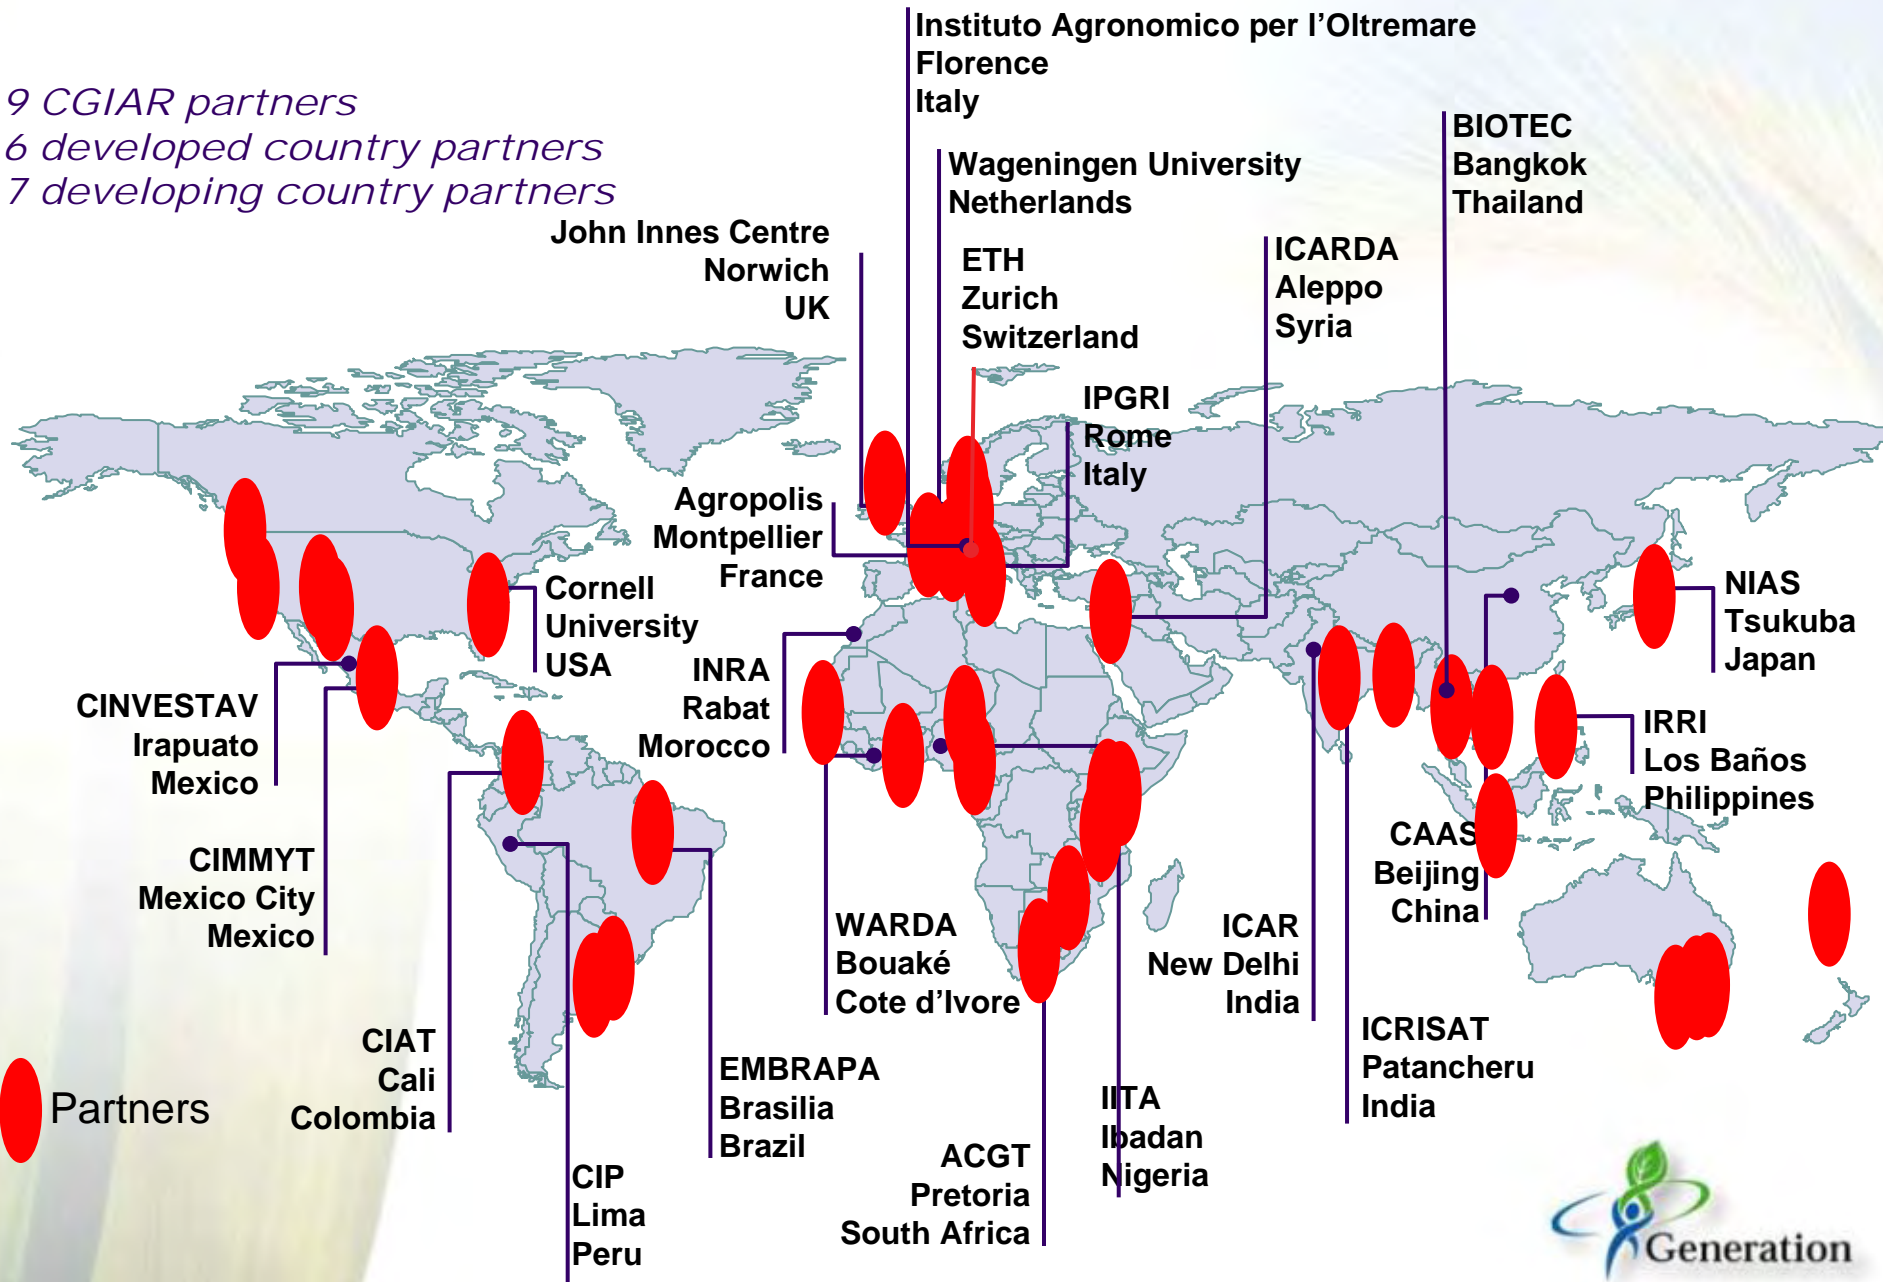 Instituto Agronomico per l’Oltremare
Florence
Italy
9 CGIAR partners
6 developed country partners
7 developing country partners
BIOTEC
Bangkok
Thailand
Wageningen University
Netherlands
John Innes Centre
Norwich
UK
ETH
Zurich
Switzerland
ICARDA
Aleppo
Syria
IPGRI
Rome
Italy
Agropolis
Montpellier
France
Cornell
University
USA
NIAS
Tsukuba
Japan
INRA
Rabat
Morocco
CINVESTAV
Irapuato
Mexico
IRRI
Los Baños
Philippines
CIMMYT
Mexico City
Mexico
CAAS
Beijing
China
WARDA
Bouaké
Cote d’Ivore
ICAR
New Delhi
India
ICRISAT
Patancheru
India
CIAT
Cali
Colombia
EMBRAPA
Brasilia
Brazil
IITA
Ibadan
Nigeria
Partners
ACGT
Pretoria
South Africa
CIP
Lima
Peru
Generation